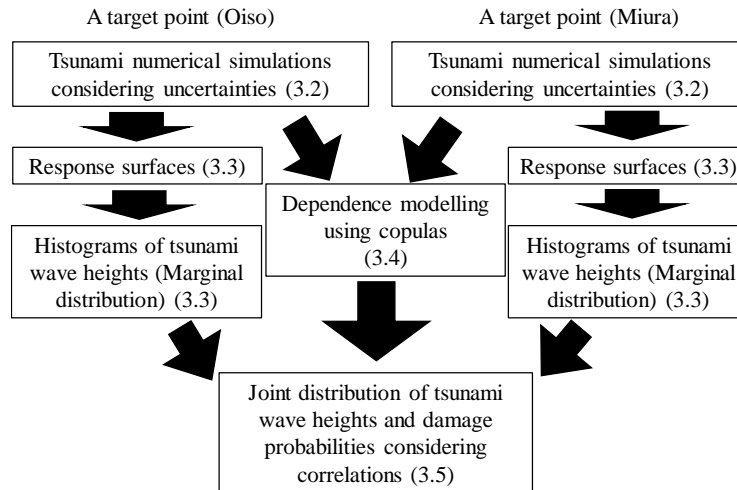 A target point (Oiso)
A target point (Miura)
Tsunami numerical simulations
considering uncertainties (3.2)
Tsunami numerical simulations
considering uncertainties (3.2)
Response surfaces (3.3)
Response surfaces (3.3)
Dependence modelling
using copulas
(3.4)
Histograms of tsunami
wave heights (Marginal
distribution) (3.3)
Histograms of tsunami
wave heights (Marginal
distribution) (3.3)
Joint distribution of tsunami
wave heights and damage
probabilities considering
correlations (3.5)